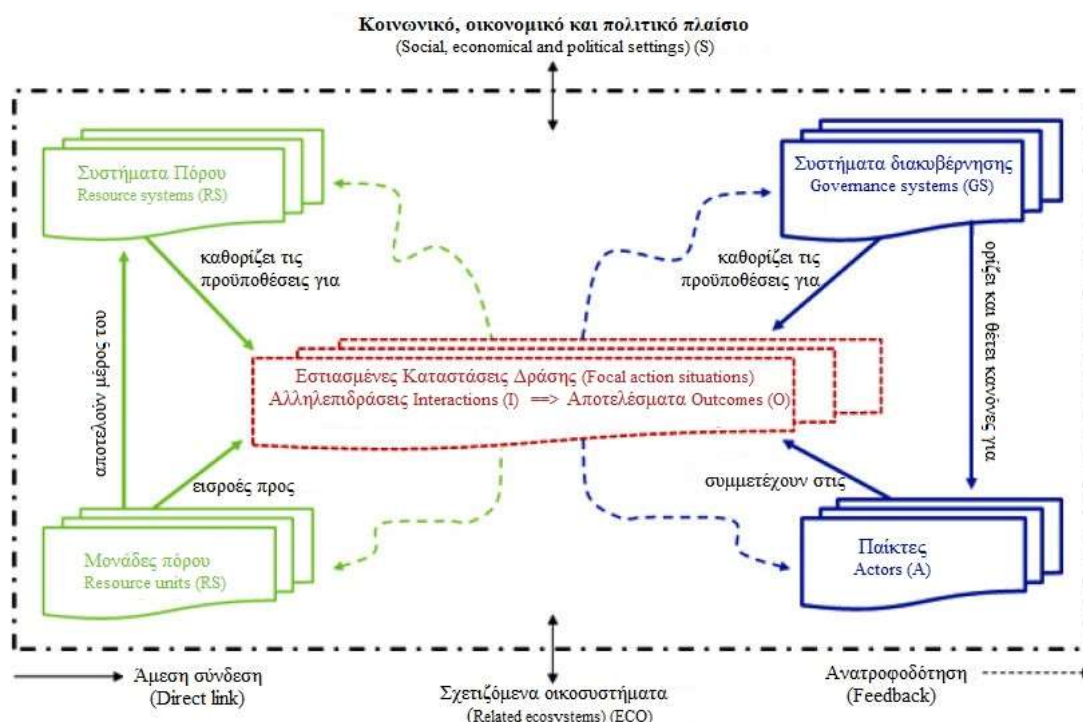 Κοινωνικό, οικονομικό και πολιτικό πλαίσιο
(Social, economical and political settings) (S)
Συστήματα Πόρου
Resource systems (RS)
Συστήματα διακυβέρνησης
Governance systems (GS)
καθορίζει τις
προϋποθέσεις για
καθορίζει τις
προϋποθέσεις για
αποτελούν μέρος του
ορίζει και θέτει κανόνες για
Εστιασμένες Καταστάσεις Δράσης (Focal action situations)
Αλληλεπιδράσεις Interactions (I) ==> Αποτελέσματα Outcomes (O)
εισροές προς
συμμετέχουν στις
Μονάδες πόρου
Resource units (RS)
Παίκτες
Actors (A)
Άμεση σύνδεση
(Direct link)
Σχετιζόμενα οικοσυστήματα
(Related ecosystems) (ECO)
Ανατροφοδότηση
(Feedback)